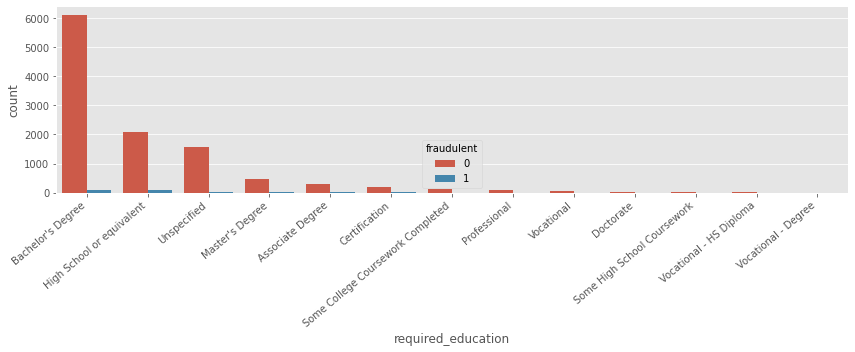 6000
5000
4000
3000
2000
1000
0
count
fraudulent
0
1
Bachelor's Degree
High School or equivalent
Unspecified
Master's Degree
Associate Degree
Certification
Some College Coursework Completed
Professional
Vocational
Doctorate
Some High School Coursework
Vocational - HS Diploma
Vocational - Degree
required_education